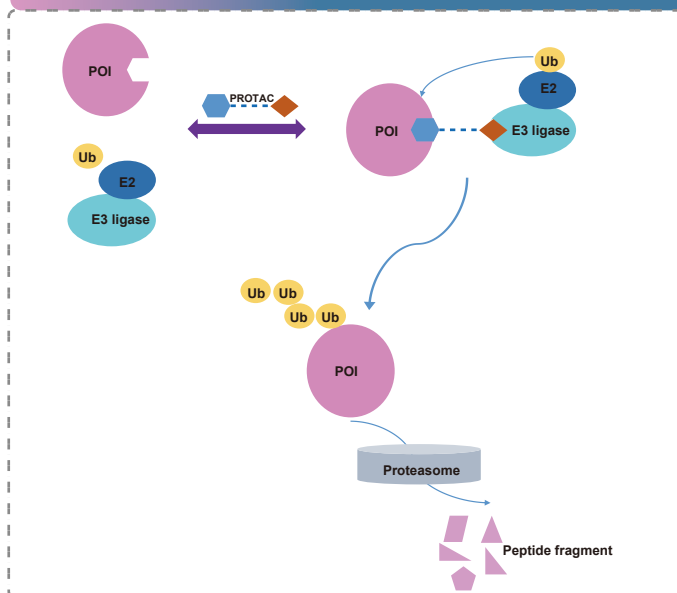 POI
PROTAC
Ub
E2
E3 ligase
Ub
E2
POI
E3 ligase
Ub
Ub
Ub
Ub
POI
Proteasome
Peptide fragment